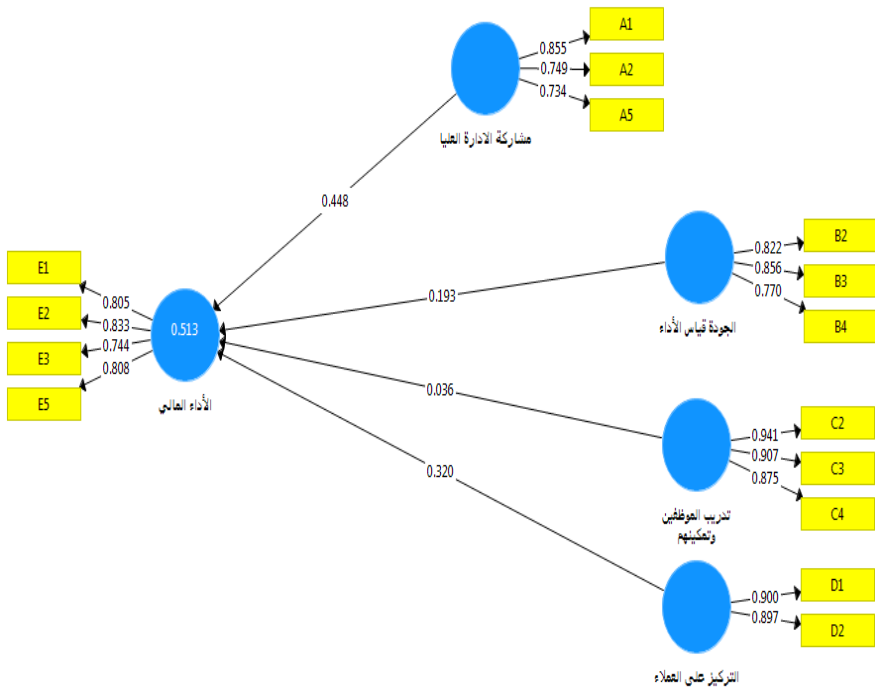 A1
0.855
0.749
A2
0.734
A5
مشاركة الادارة العليا
0.448
B2
0.822
0.856
B3
0.770
B4
الجودة قياس الأداء
0.193
E1
0.805
E2
0.833
0.513
0.744
E3
0.808
E5
الأداء المالي
0.036
C2
0.941
0.907
C3
0.875
C4
تدريب الموظفين
وتمكينهم
0.320
D1
0.900
0.897
D2
التركيز على العملاء